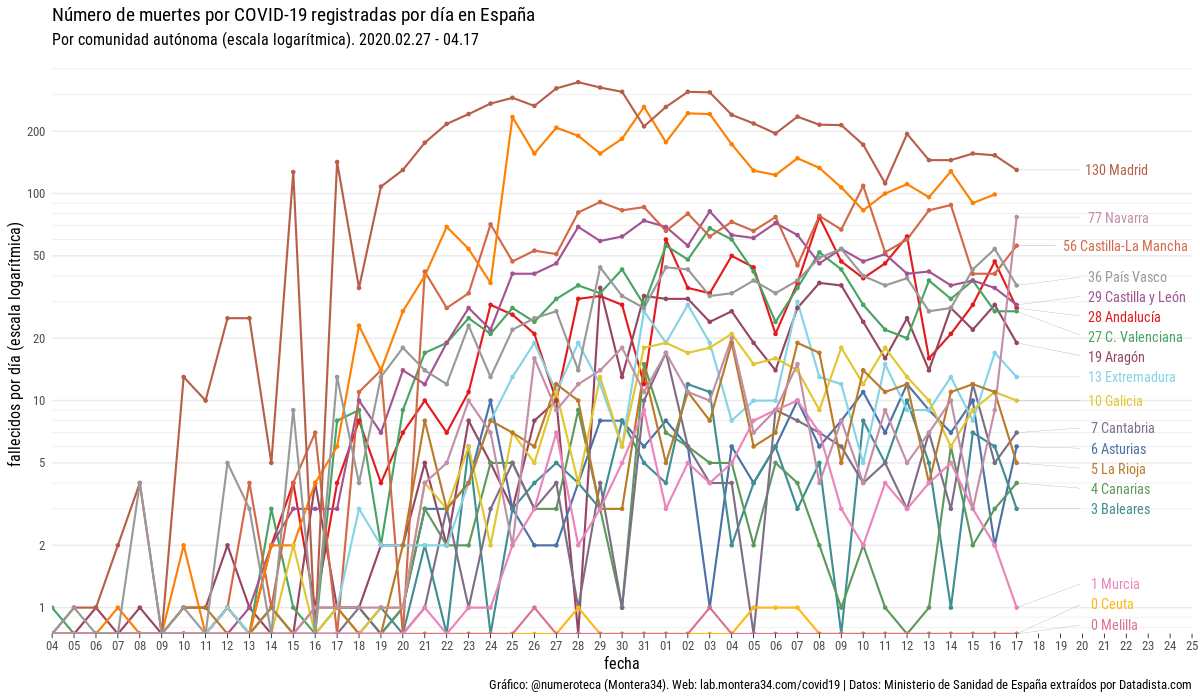 Número de muertes por COVID-19 registradas por día en España
Por comunidad autónoma (escala logarítmica). 2020.02.27 - 04.17
fallecidos por día (escala logarítmica)
200
100
50
20
10
5
2
1
130 Madrid
77 Navarra
56 Castilla-La Mancha
36 País Vasco
29 Castilla y León
28 Andalucía
27 C. Valenciana
19 Aragón
13 Extremadura
10 Galicia
7 Cantabria
6 Asturias
5 La Rioja
4 Canarias
3 Baleares
1 Murcia
0 Ceuta
0 Melilla
04 05 06 07 08 09 10 11 12 13 14 15 16 17 18 19 20 21 22 23 24 25 26 27 28 29 30 31 01 02 03 04 05 06 07 08 09 10 11 12 13 14 15 16 17 18 19 20 21 22 23 24 25
fecha
Gráfico: @numeroteca (Montera34). Web: lab.montera34.com/covid19 | Datos: Ministerio de Sanidad de España extraídos por Datadista.com